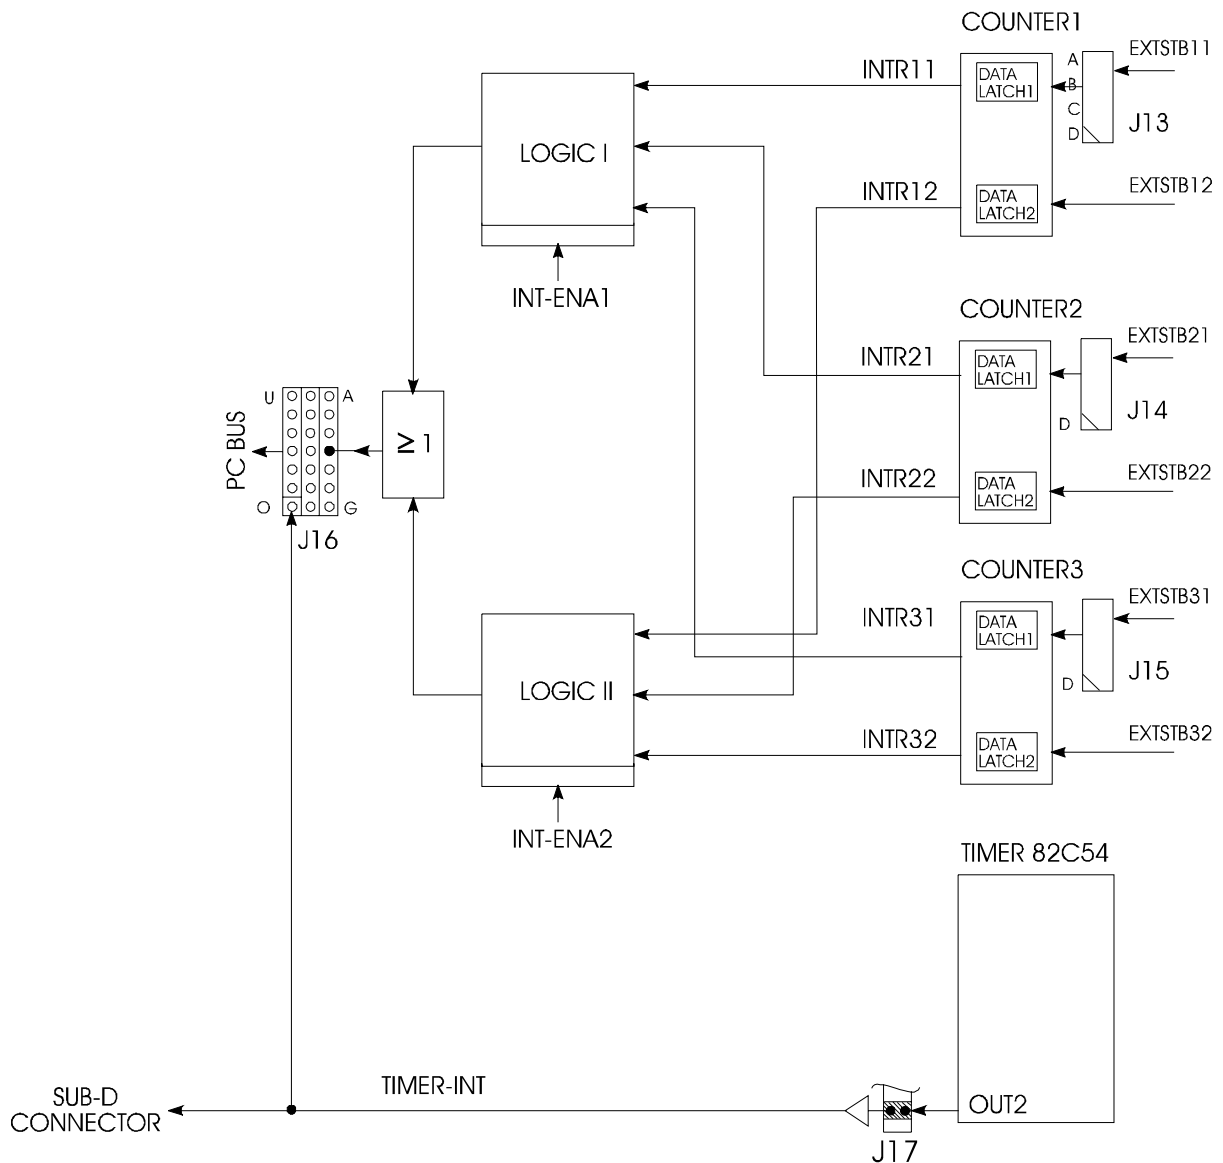 COUNTER1
EXTSTB11
INTR11
A
B
C
D
DATA
LATCH1
J13
LOGIC I
EXTSTB12
INTR12
DATA
LATCH2
INT-ENA1
COUNTER2
EXTSTB21
INTR21
DATA
LATCH1
J14
D
U
A
PC BUS
≥ 1
EXTSTB22
INTR22
DATA
LATCH2
O
G
J16
COUNTER3
EXTSTB31
INTR31
DATA
LATCH1
J15
D
LOGIC II
EXTSTB32
INTR32
DATA
LATCH2
INT-ENA2
TIMER 82C54
TIMER-INT
SUB-D
CONNECTOR
OUT2
J17